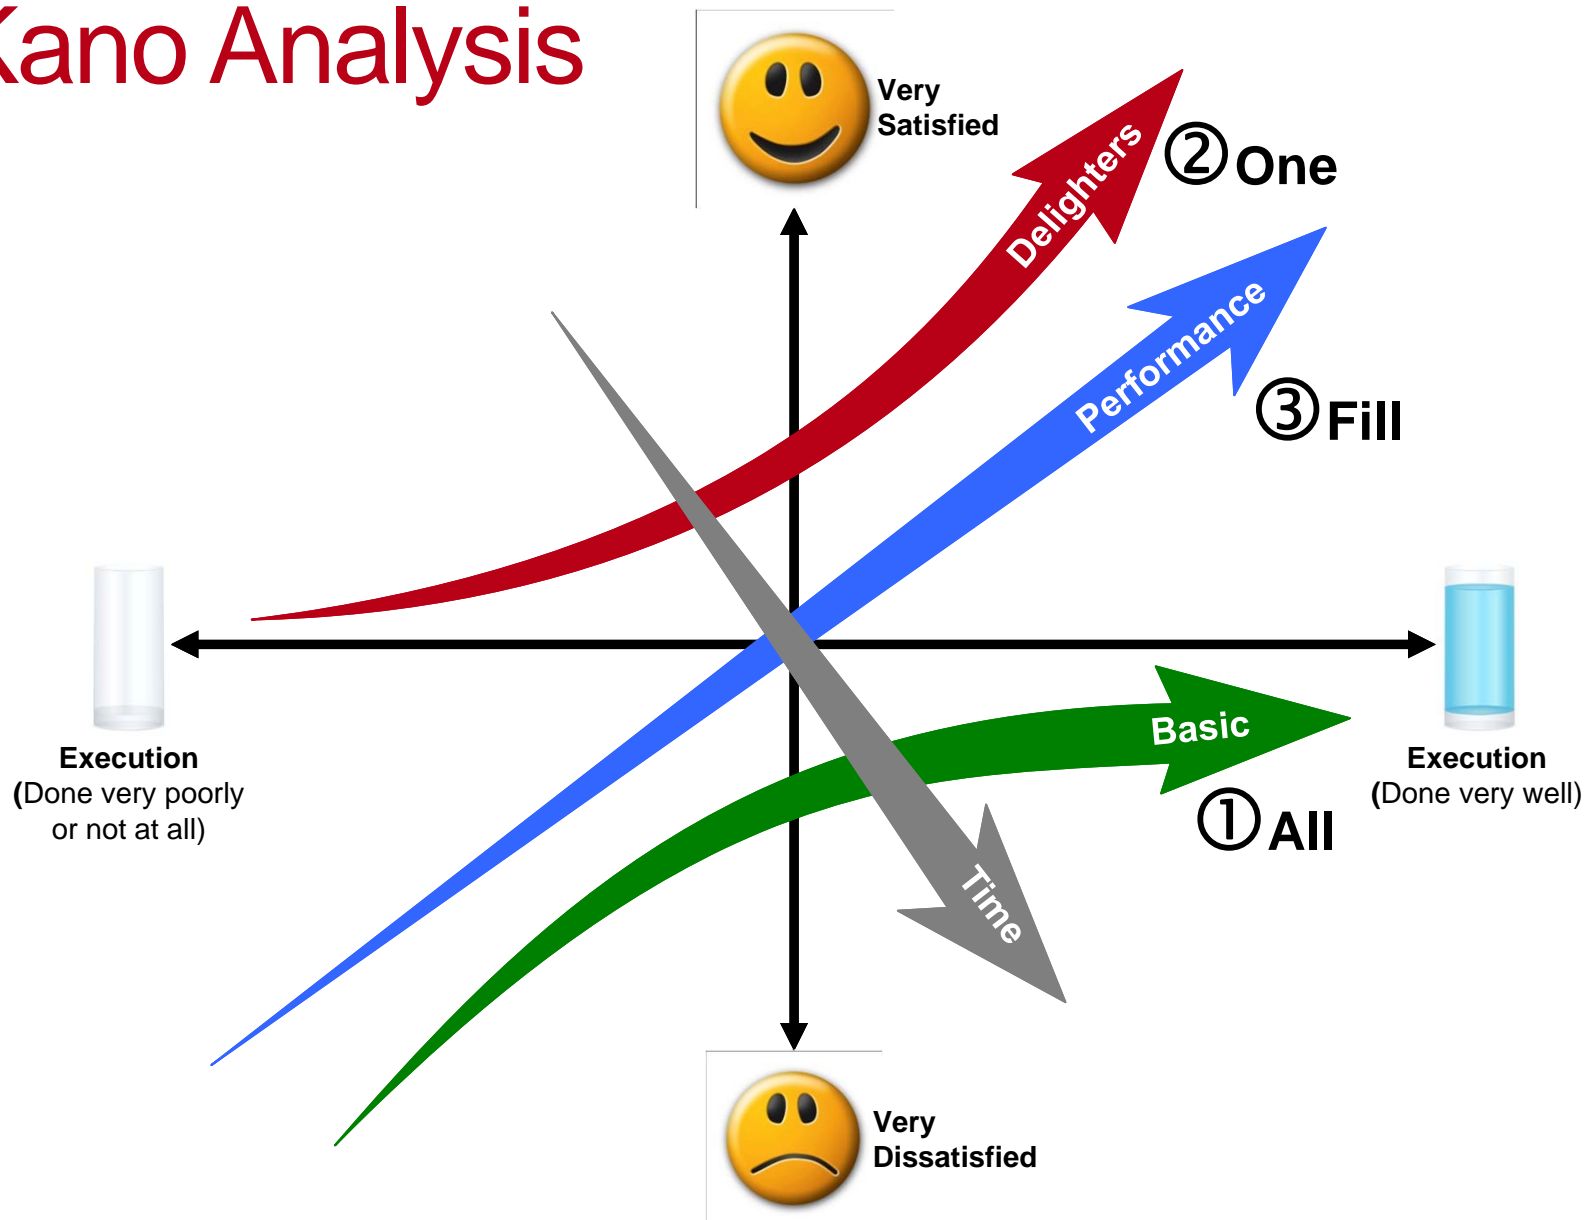 Kano Analysis
Very
Satisfied
Delighters
②One
Performance
③Fill
Execution
(Done very poorly
or not at all)
Basic
Execution
(Done very well)
①All
Time
Very
Dissatisfied